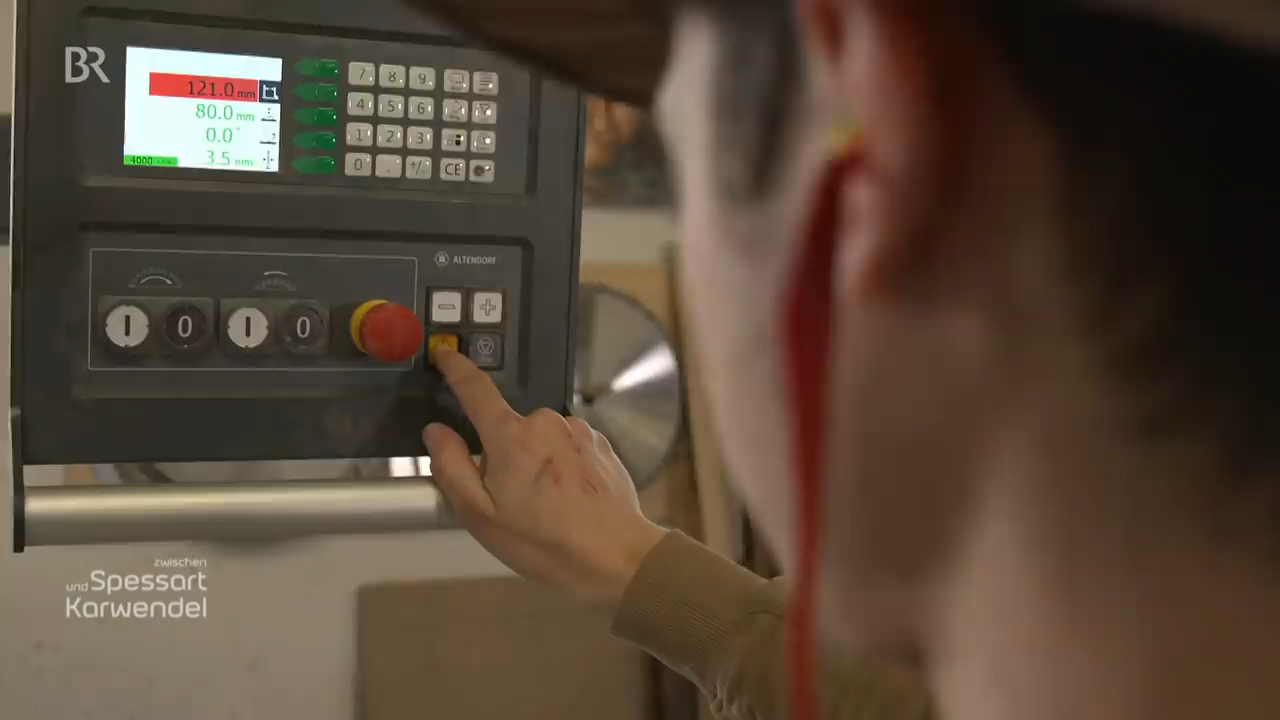 BR
121.0 mm
80.0 mm
0.0°
3.5 mm
4000
7 8 9
4 5 6
1 2 3
0 . +/- CE
ALTENDORF
I 0 I 0
- +
zwischen
und Spessart
Karwendel